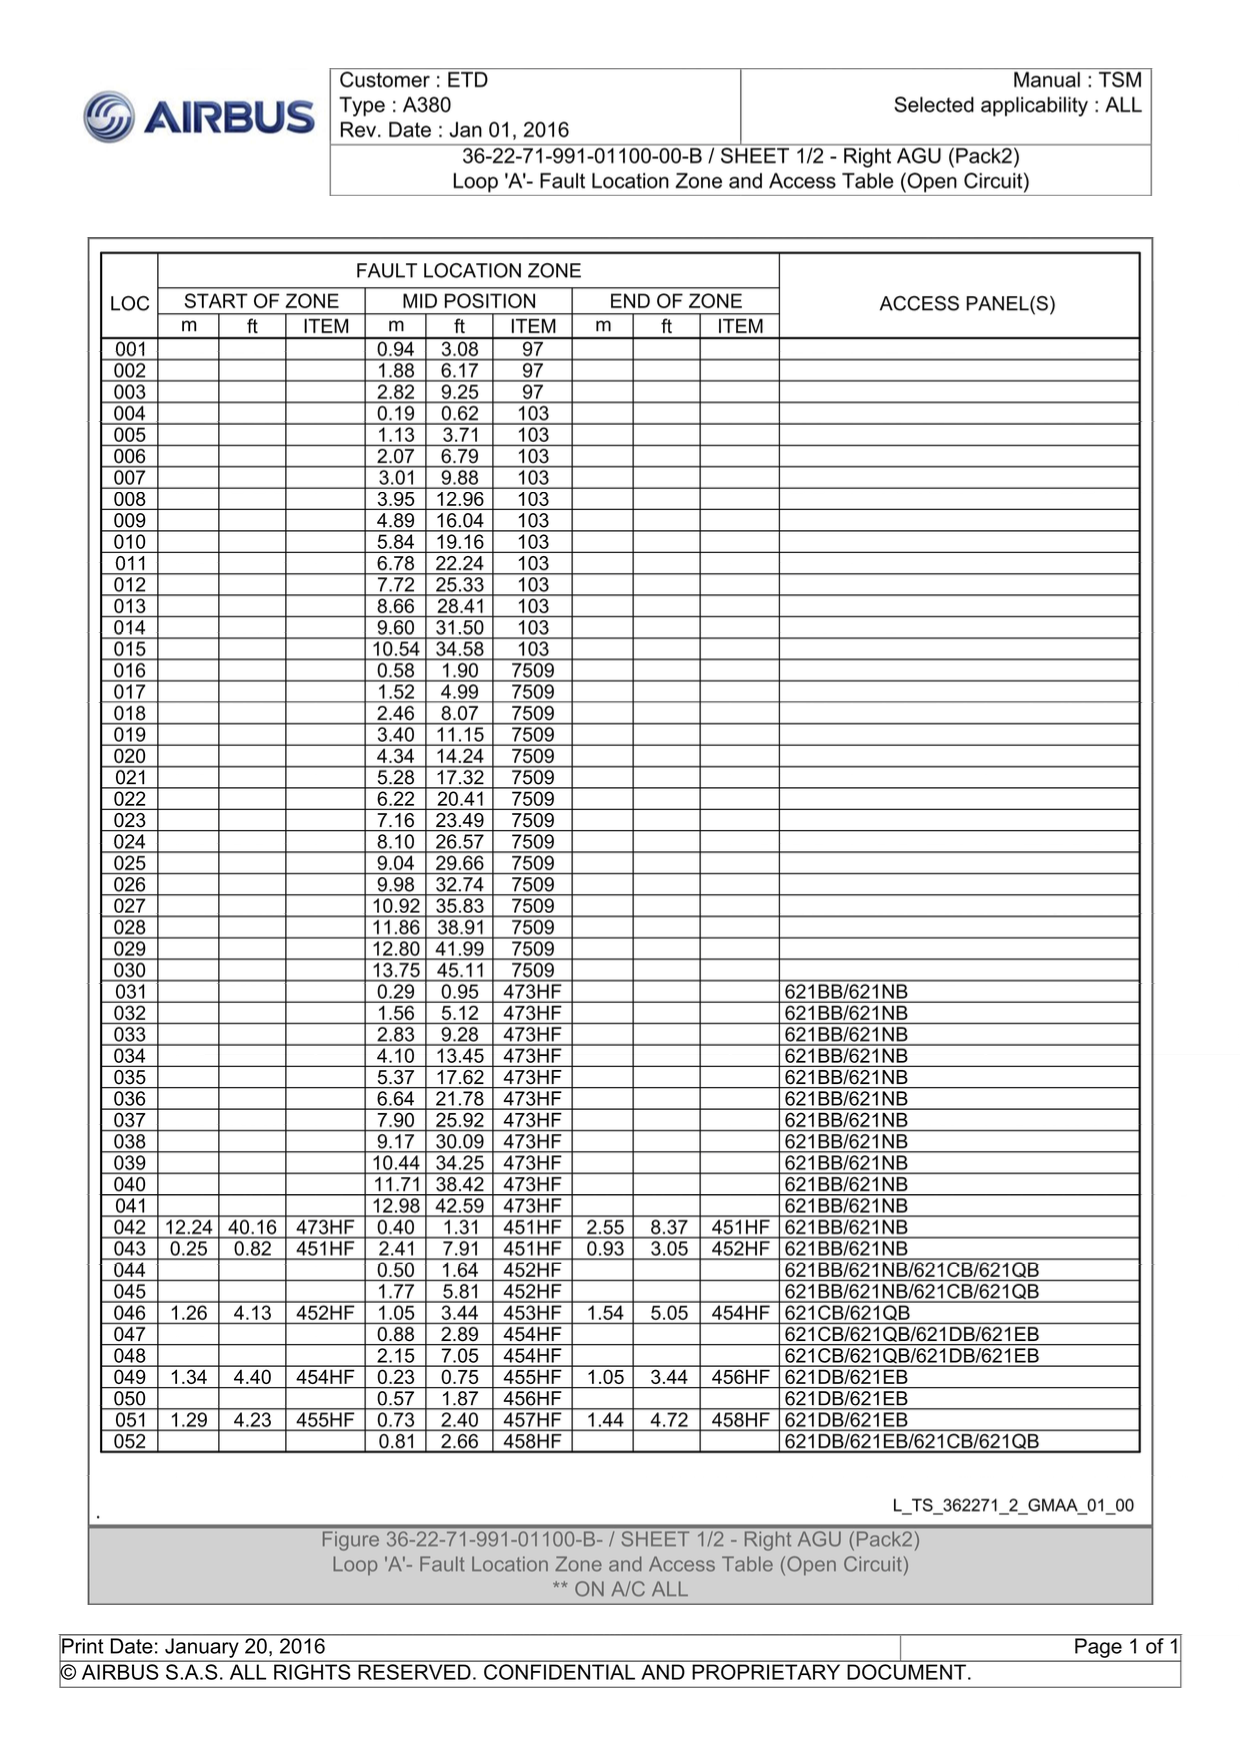 AIRBUS
Customer : ETD
Type : A380
Rev. Date : Jan 01, 2016
Manual : TSM
Selected applicability : ALL
36-22-71-991-01100-00-B / SHEET 1/2 - Right AGU (Pack2)
Loop 'A'- Fault Location Zone and Access Table (Open Circuit)
LOC FAULT LOCATION ZONE ACCESS PANEL(S)
START OF ZONE MID POSITION END OF ZONE
m ft ITEM m ft ITEM m ft ITEM
001 0.94 3.08 97
002 1.88 6.17 97
003 2.82 9.25 97
004 0.19 0.62 103
005 1.13 3.71 103
006 2.07 6.79 103
007 3.01 9.88 103
008 3.95 12.96 103
009 4.89 16.04 103
010 5.84 19.16 103
011 6.78 22.24 103
012 7.72 25.33 103
013 8.66 28.41 103
014 9.60 31.50 103
015 10.54 34.58 103
016 0.58 1.90 7509
017 1.52 4.99 7509
018 2.46 8.07 7509
019 3.40 11.15 7509
020 4.34 14.24 7509
021 5.28 17.32 7509
022 6.22 20.41 7509
023 7.16 23.49 7509
024 8.10 26.57 7509
025 9.04 29.66 7509
026 9.98 32.74 7509
027 10.92 35.83 7509
028 11.86 38.91 7509
029 12.80 41.99 7509
030 13.75 45.11 7509
031 0.29 0.95 473HF 621BB/621NB
032 1.56 5.12 473HF 621BB/621NB
033 2.83 9.28 473HF 621BB/621NB
034 4.10 13.45 473HF 621BB/621NB
035 5.37 17.62 473HF 621BB/621NB
036 6.64 21.78 473HF 621BB/621NB
037 7.90 25.92 473HF 621BB/621NB
038 9.17 30.09 473HF 621BB/621NB
039 10.44 34.25 473HF 621BB/621NB
040 11.71 38.42 473HF 621BB/621NB
041 12.98 42.59 473HF 621BB/621NB
042 12.24 40.16 473HF 0.40 1.31 451HF 2.55 8.37 451HF 621BB/621NB
043 0.25 0.82 451HF 2.41 7.91 451HF 0.93 3.05 452HF 621BB/621NB
044 0.50 1.64 452HF 621BB/621NB/621CB/621QB
045 1.77 5.81 452HF 621BB/621NB/621CB/621QB
046 1.26 4.13 452HF 1.05 3.44 453HF 1.54 5.05 454HF 621CB/621QB
047 0.88 2.89 454HF 621CB/621QB/621DB/621EB
048 2.15 7.05 454HF 621CB/621QB/621DB/621EB
049 1.34 4.40 454HF 0.23 0.75 455HF 1.05 3.44 456HF 621DB/621EB
050 0.57 1.87 456HF 621DB/621EB
051 1.29 4.23 455HF 0.73 2.40 457HF 1.44 4.72 458HF 621DB/621EB
052 0.81 2.66 458HF 621DB/621EB/621CB/621QB
. L_TS_362271_2_GMAA_01_00
Figure 36-22-71-991-01100-B- / SHEET 1/2 - Right AGU (Pack2)
Loop 'A'- Fault Location Zone and Access Table (Open Circuit)
** ON A/C ALL
Print Date: January 20, 2016 Page 1 of 1
© AIRBUS S.A.S. ALL RIGHTS RESERVED. CONFIDENTIAL AND PROPRIETARY DOCUMENT.